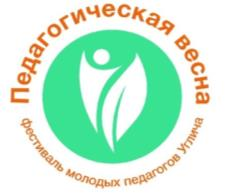 Педагогическая весна
фестиваль молодых педагогов Углича